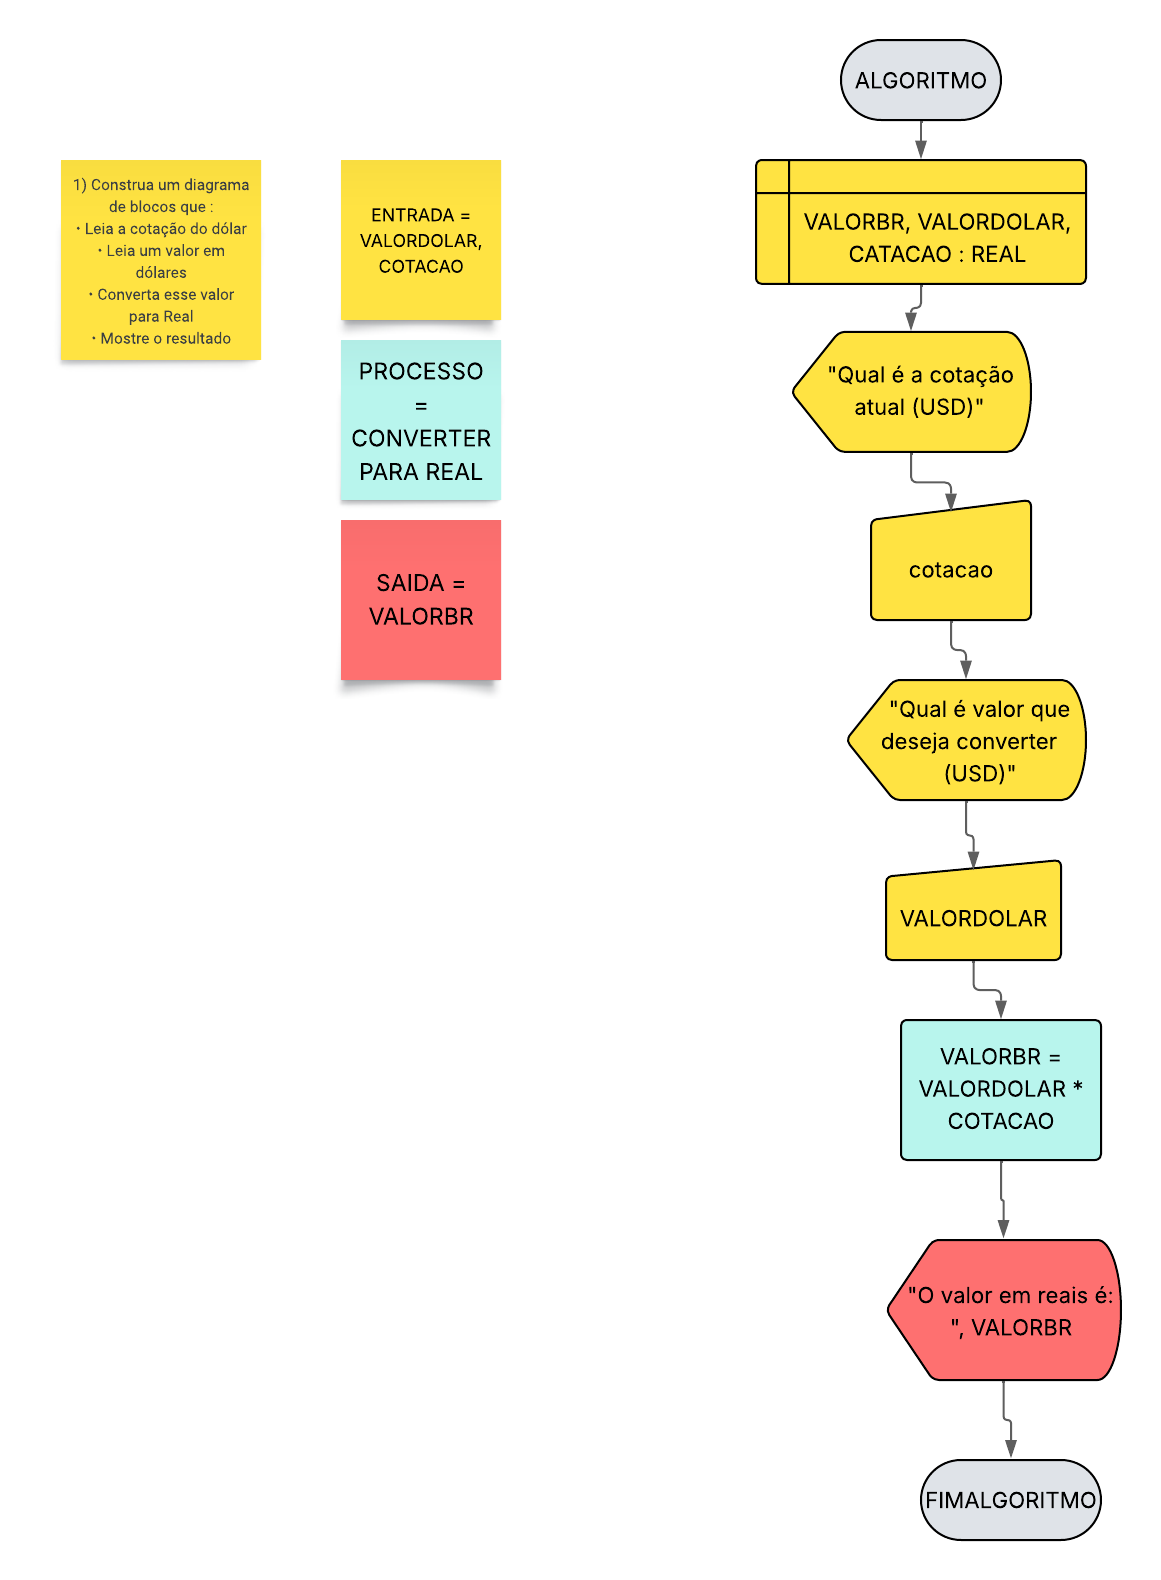 1) Construa um diagrama
de blocos que :
• Leia a cotação do dólar
• Leia um valor em
dólares
• Converta esse valor
para Real
• Mostre o resultado
ENTRADA =
VALORDOLAR,
COTACAO
PROCESSO
=
CONVERTER
PARA REAL
SAIDA =
VALORBR
ALGORITMO
VALORBR, VALORDOLAR,
CATACAO : REAL
"Qual é a cotação
atual (USD)"
cotacao
"Qual é valor que
deseja converter
(USD)"
VALORDOLAR
VALORBR =
VALORDOLAR *
COTACAO
"O valor em reais é:
", VALORBR
FIMALGORITMO